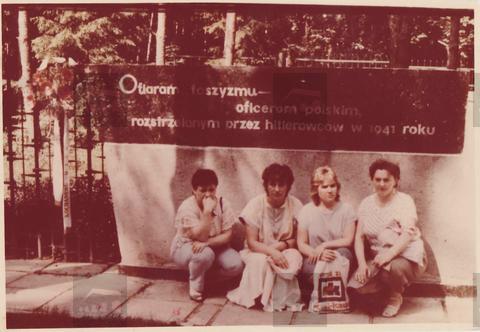 Ofiarom faszyzmu—
oficerom polskim,
rozstrzelanym przez hitlerowców w 1941 roku